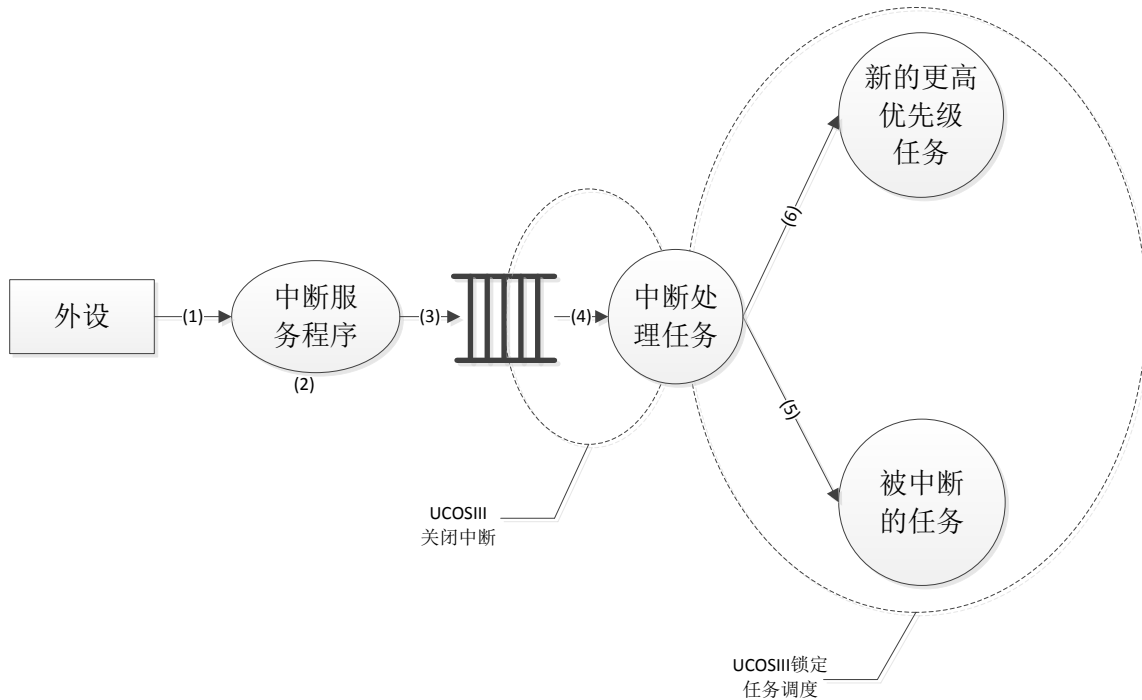 新的更高
优先级
任务
(6)
外设
(1)
中断服
务程序
(2)
(3)
(4)
中断处
理任务
(5)
被中断
的任务
UCOSIII
关闭中断
UCOSIII锁定
任务调度